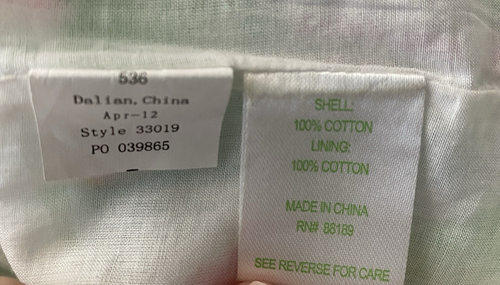 536
Dalian, China
Apr-12
Style 33019
PO 039865
SHELL:
100% COTTON
LINING:
100% COTTON
MADE IN CHINA
RN# 88189
SEE REVERSE FOR CARE